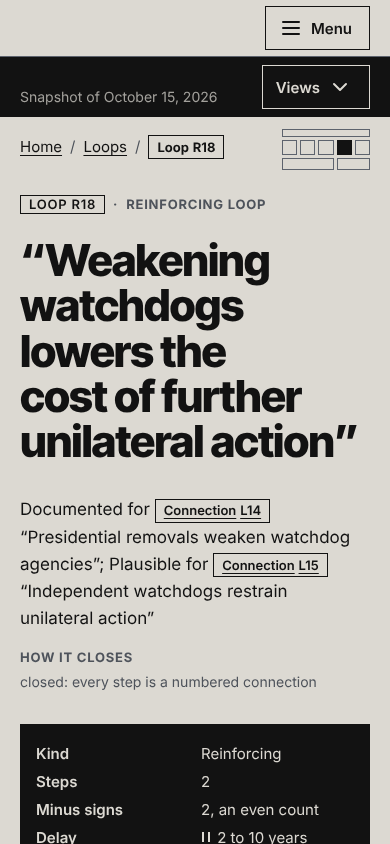 Menu
Snapshot of October 15, 2026
Views
Home / Loops / Loop R18
LOOP R18 · REINFORCING LOOP
“Weakening
watchdogs
lowers the
cost of further
unilateral action”
Documented for Connection L14
“Presidential removals weaken watchdog
agencies”; Plausible for Connection L15
“Independent watchdogs restrain
unilateral action”
HOW IT CLOSES
closed: every step is a numbered connection
Kind Reinforcing
Steps 2
Minus signs 2, an even count
Delay 2 to 10 years